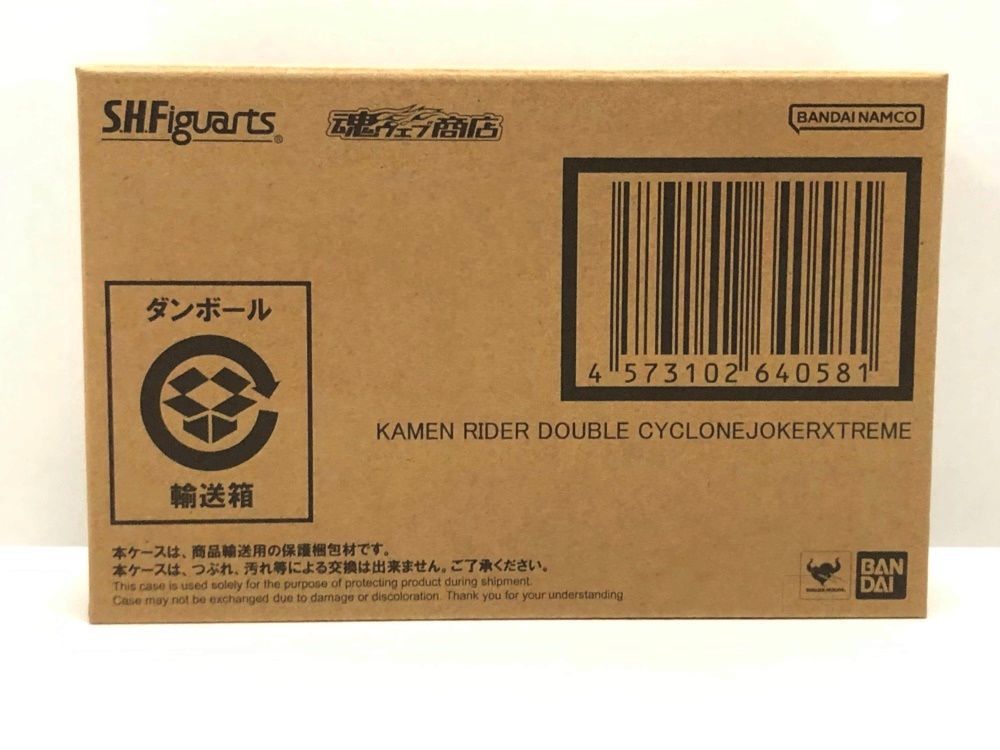 S.H.Figuarts®
魂ウェブ商店
BANDAI NAMCO
4 573102 640581
KAMEN RIDER DOUBLE CYCLONEJOKERXTREME
ダンボール
輸送箱
本ケースは、商品輸送用の保護梱包材です。
本ケースは、つぶれ、汚れ等による交換は出来ません。ご了承ください。
This case is used solely for the purpose of protecting product during shipment.
Case may not be exchanged due to damage or discoloration. Thank you for your understanding
BAN
DAI